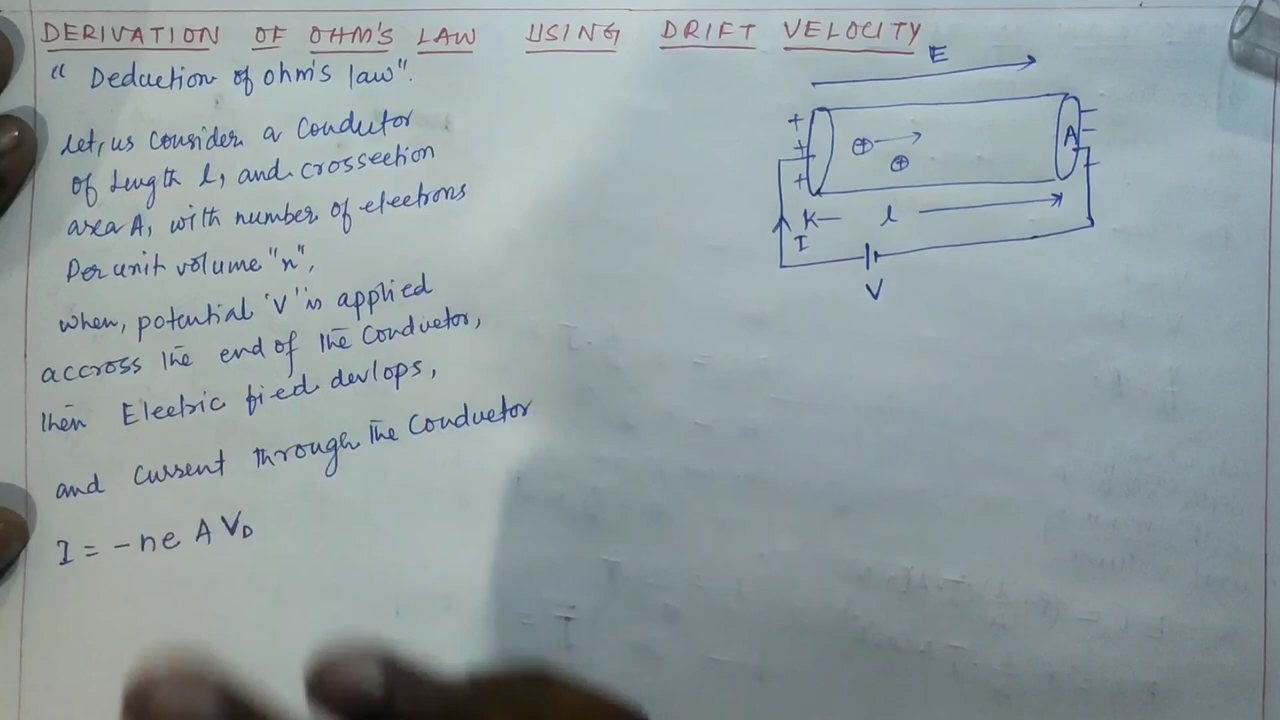 DERIVATION OF OHM'S LAW USING DRIFT VELOCITY
" Deduction of ohm's law".
let, us consider a Condutor
of length l, and crossection
area A, with number of electrons
Per unit volume "n",
when, potential 'V' is applied
accross the end of the Conductor,
then Electric fied devlops,
and current through the Conductor
I = - ne A VD
E
+
+
+
⊕ →
⊕
A
l
I
V